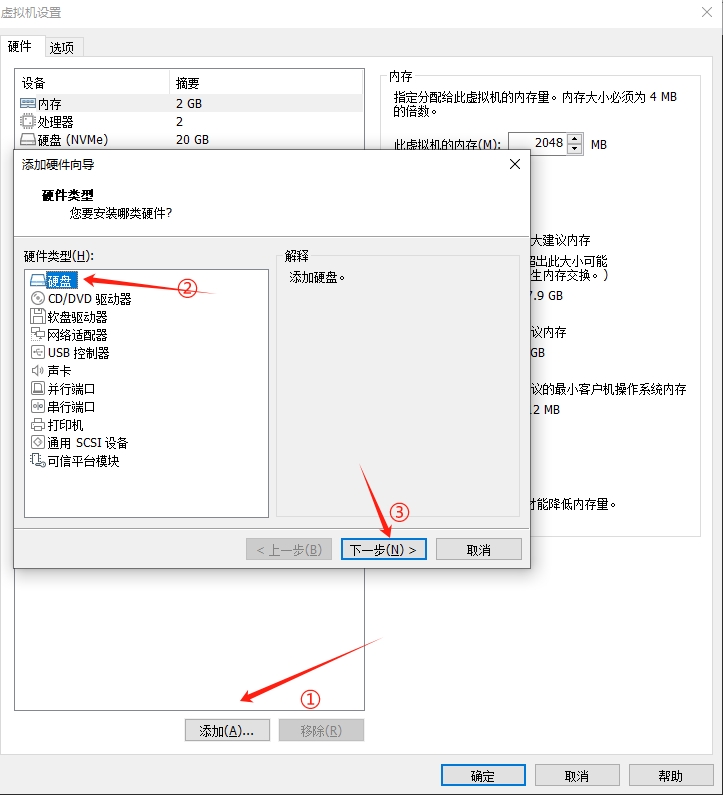 虚拟机设置
硬件 选项
设备 摘要
内存 2 GB
处理器 2
硬盘 (NVMe) 20 GB
内存
指定分配给此虚拟机的内存量。内存大小必须为 4 MB
的倍数。
此虚拟机的内存(M): 2048 MB
大建议内存
超出此大小可能
生内存交换。)
7.9 GB
议内存
GB
议的最小客户机操作系统内存
2 MB
才能降低内存量。
添加硬件向导
硬件类型
您要安装哪类硬件?
硬件类型(H):
硬盘
CD/DVD 驱动器
软盘驱动器
网络适配器
USB 控制器
声卡
并行端口
串行端口
打印机
通用 SCSI 设备
可信平台模块
②
解释
添加硬盘。
③
< 上一步(B) 下一步(N) > 取消
①
添加(A)... 移除(R)
确定 取消 帮助